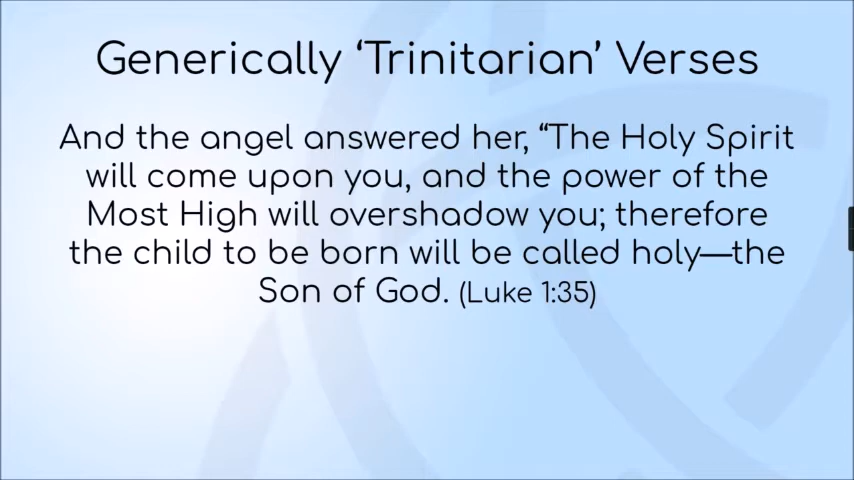 Generically ‘Trinitarian’ Verses
And the angel answered her, “The Holy Spirit
will come upon you, and the power of the
Most High will overshadow you; therefore
the child to be born will be called holy—the
Son of God. (Luke 1:35)